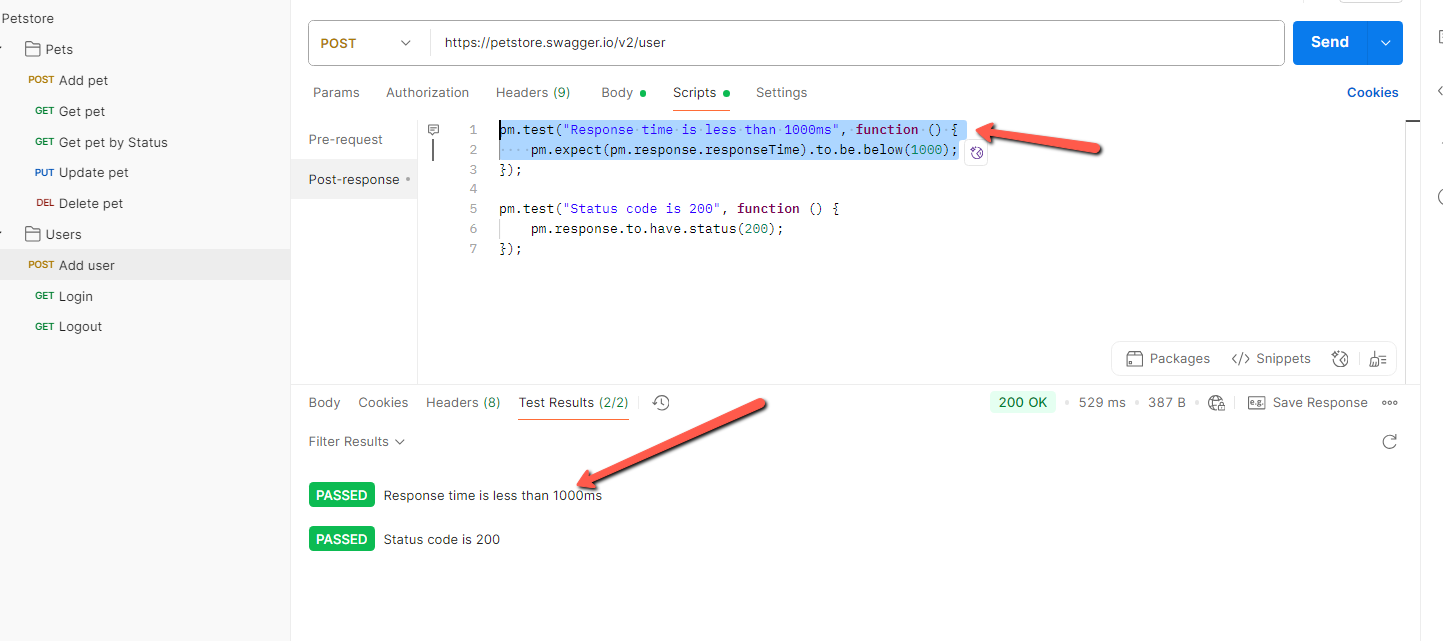 Petstore
Pets
POST Add pet
GET Get pet
GET Get pet by Status
PUT Update pet
DEL Delete pet
Users
POST Add user
GET Login
GET Logout
POST https://petstore.swagger.io/v2/user Send
Params Authorization Headers (9) Body Scripts Settings Cookies
Pre-request
Post-response
1 pm.test("Response time is less than 1000ms", function () {
2 pm.expect(pm.response.responseTime).to.be.below(1000);
3 });
4
5 pm.test("Status code is 200", function () {
6 pm.response.to.have.status(200);
7 });
Packages </> Snippets
Body Cookies Headers (8) Test Results (2/2) 200 OK 529 ms 387 B e.g. Save Response
Filter Results
PASSED Response time is less than 1000ms
PASSED Status code is 200